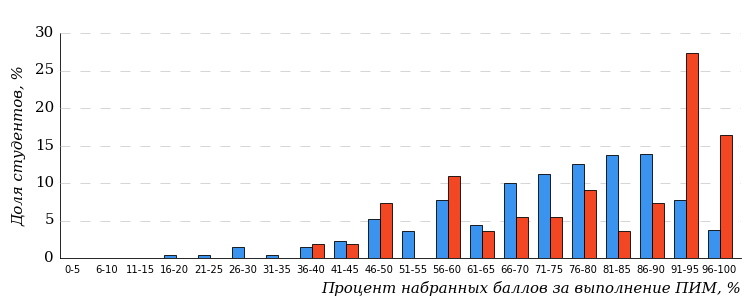 Доля студентов, %
30
25
20
15
10
5
0
0-5 6-10 11-15 16-20 21-25 26-30 31-35 36-40 41-45 46-50 51-55 56-60 61-65 66-70 71-75 76-80 81-85 86-90 91-95 96-100
Процент набранных баллов за выполнение ПИМ, %